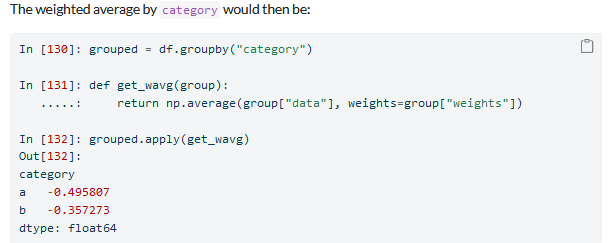 The weighted average by category would then be:
In [130]: grouped = df.groupby("category")
In [131]: def get_wavg(group):
   .....:     return np.average(group["data"], weights=group["weights"])
In [132]: grouped.apply(get_wavg)
Out[132]:
category
a   -0.495807
b   -0.357273
dtype: float64